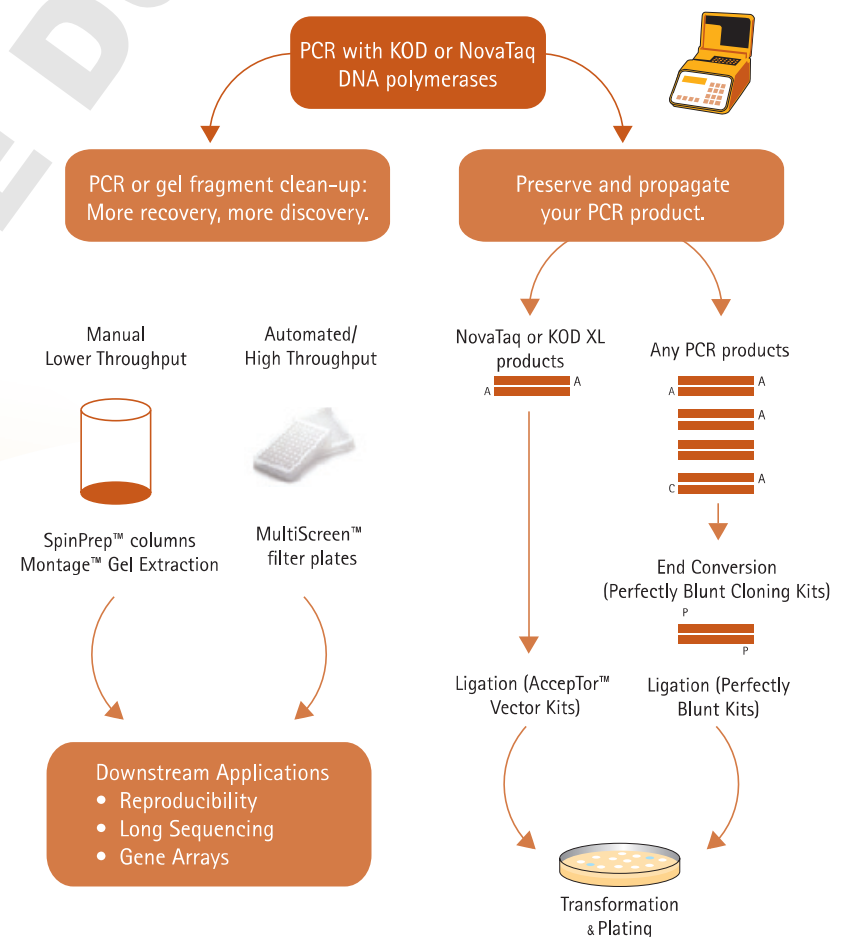 PCR with KOD or NovaTaq
DNA polymerases
PCR or gel fragment clean-up:
More recovery, more discovery.
Preserve and propagate
your PCR product.
Manual
Lower Throughput
Automated/
High Throughput
SpinPrep™ columns
Montage™ Gel Extraction
MultiScreen™
filter plates
Downstream Applications
• Reproducibility
• Long Sequencing
• Gene Arrays
NovaTaq or KOD XL
products
A
A
Ligation (AccepTor™
Vector Kits)
Any PCR products
A
A
A
A
C
End Conversion
(Perfectly Blunt Cloning Kits)
P
P
Ligation (Perfectly
Blunt Kits)
Transformation
& Plating